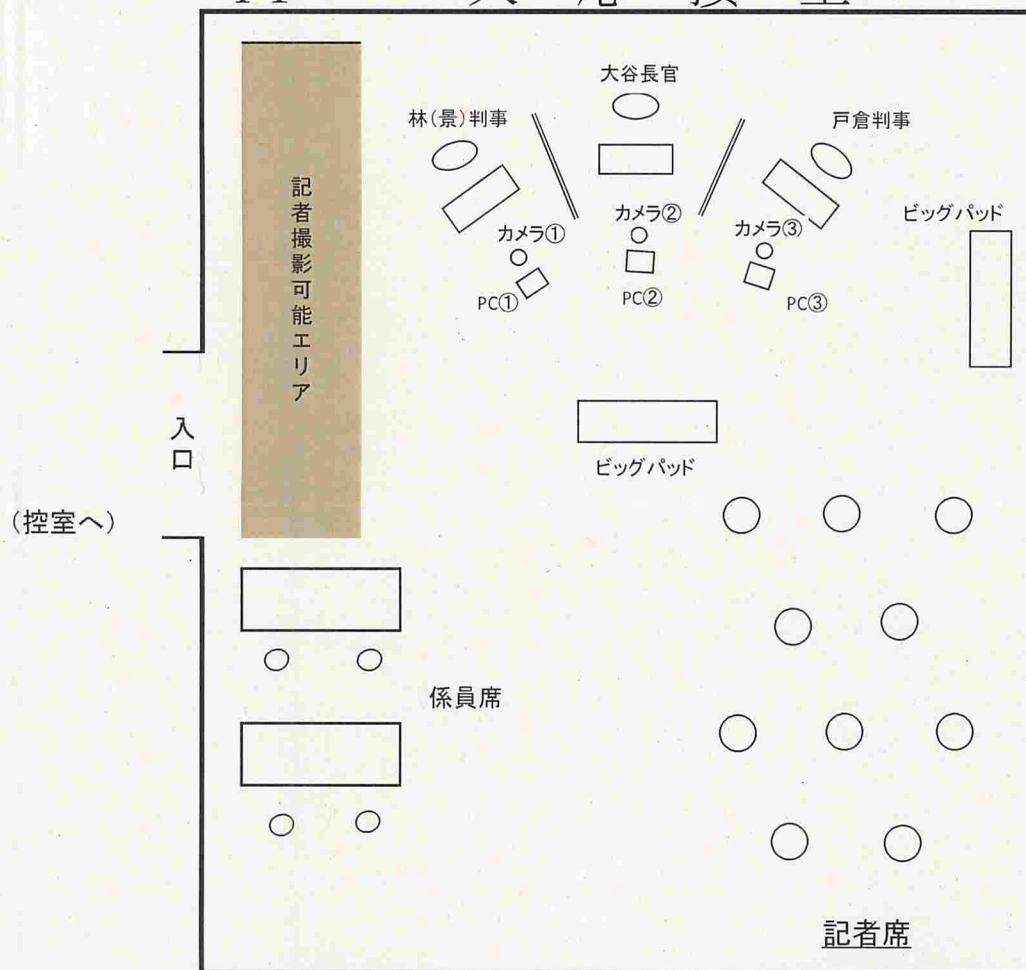 大谷長官
林(景)判事
戸倉判事
カメラ①
カメラ②
カメラ③
ビッグパッド
PC①
PC②
PC③
記者撮影可能エリア
入口
ビッグパッド
(控室へ)
係員席
記者席